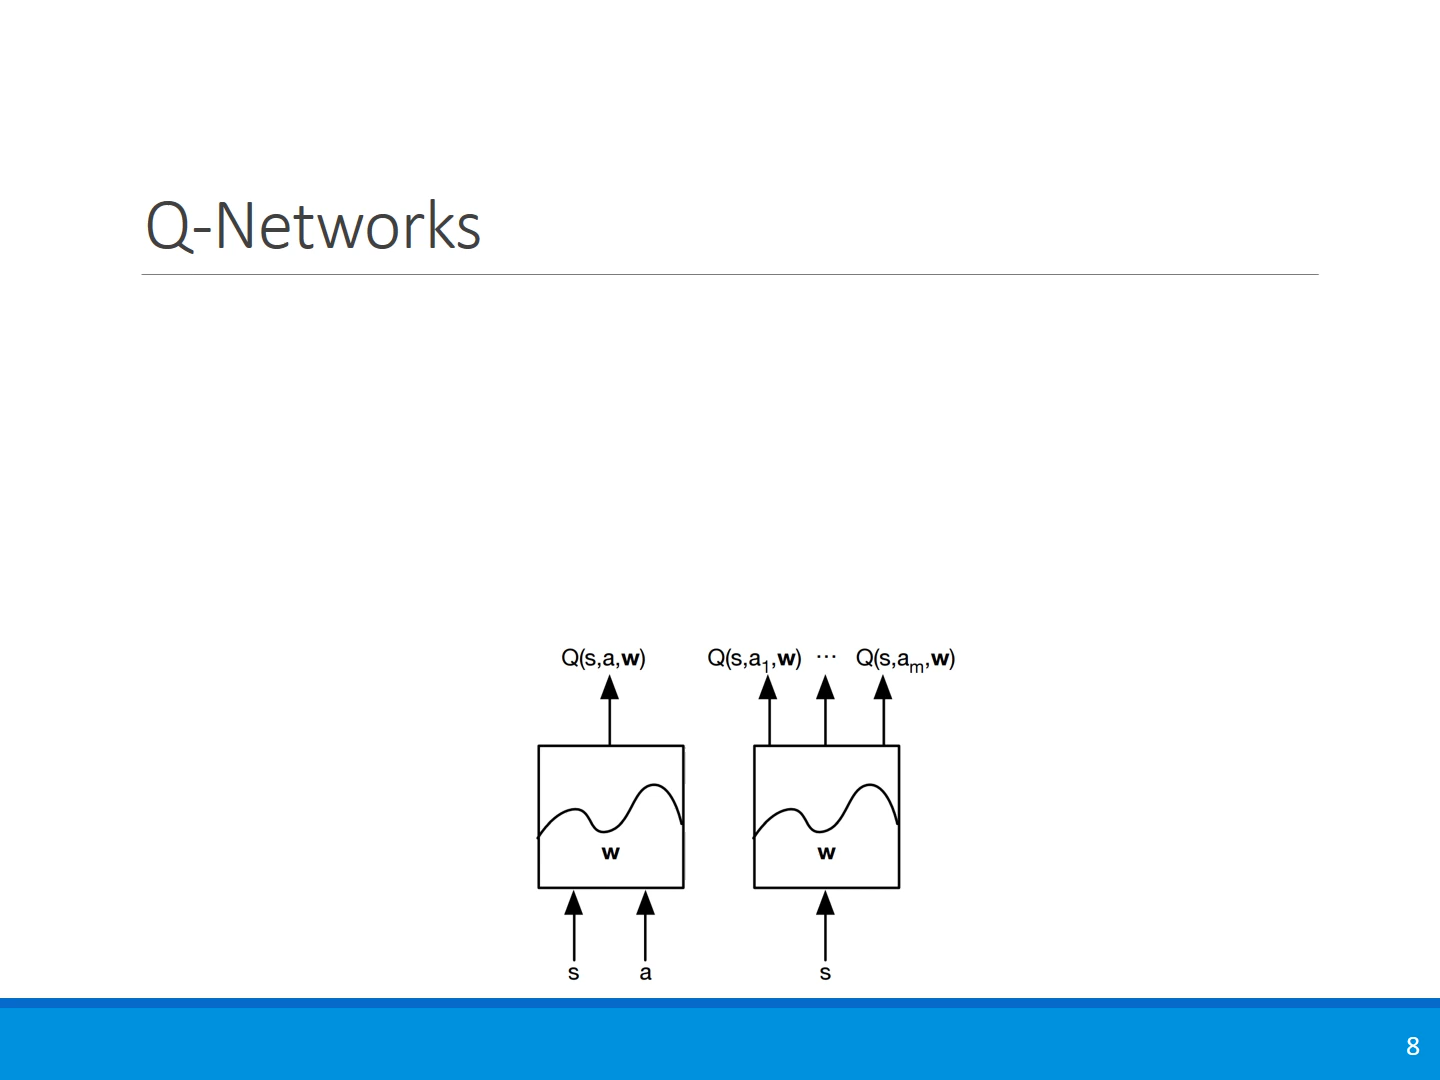 Q-Networks
Q(s,a,w) Q(s,a1,w) ... Q(s,am,w)
w w
s a s
8